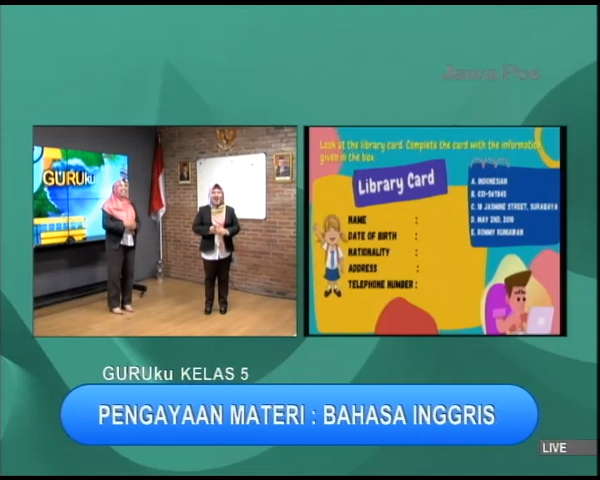 Jawa Pos
GURUku
Look at the library card. Complete the card with the information
given in the box
Library Card
NAME :
DATE OF BIRTH :
NATIONALITY :
ADDRESS :
TELEPHONE NUMBER :
A. INDONESIAN
B. 031-567845
C. 18 JASMINE STREET, SURABAYA
D. MAY 2ND, 2010
E. ROMMY KURIAWAN
GURUku KELAS 5
PENGAYAAN MATERI : BAHASA INGGRIS
LIVE